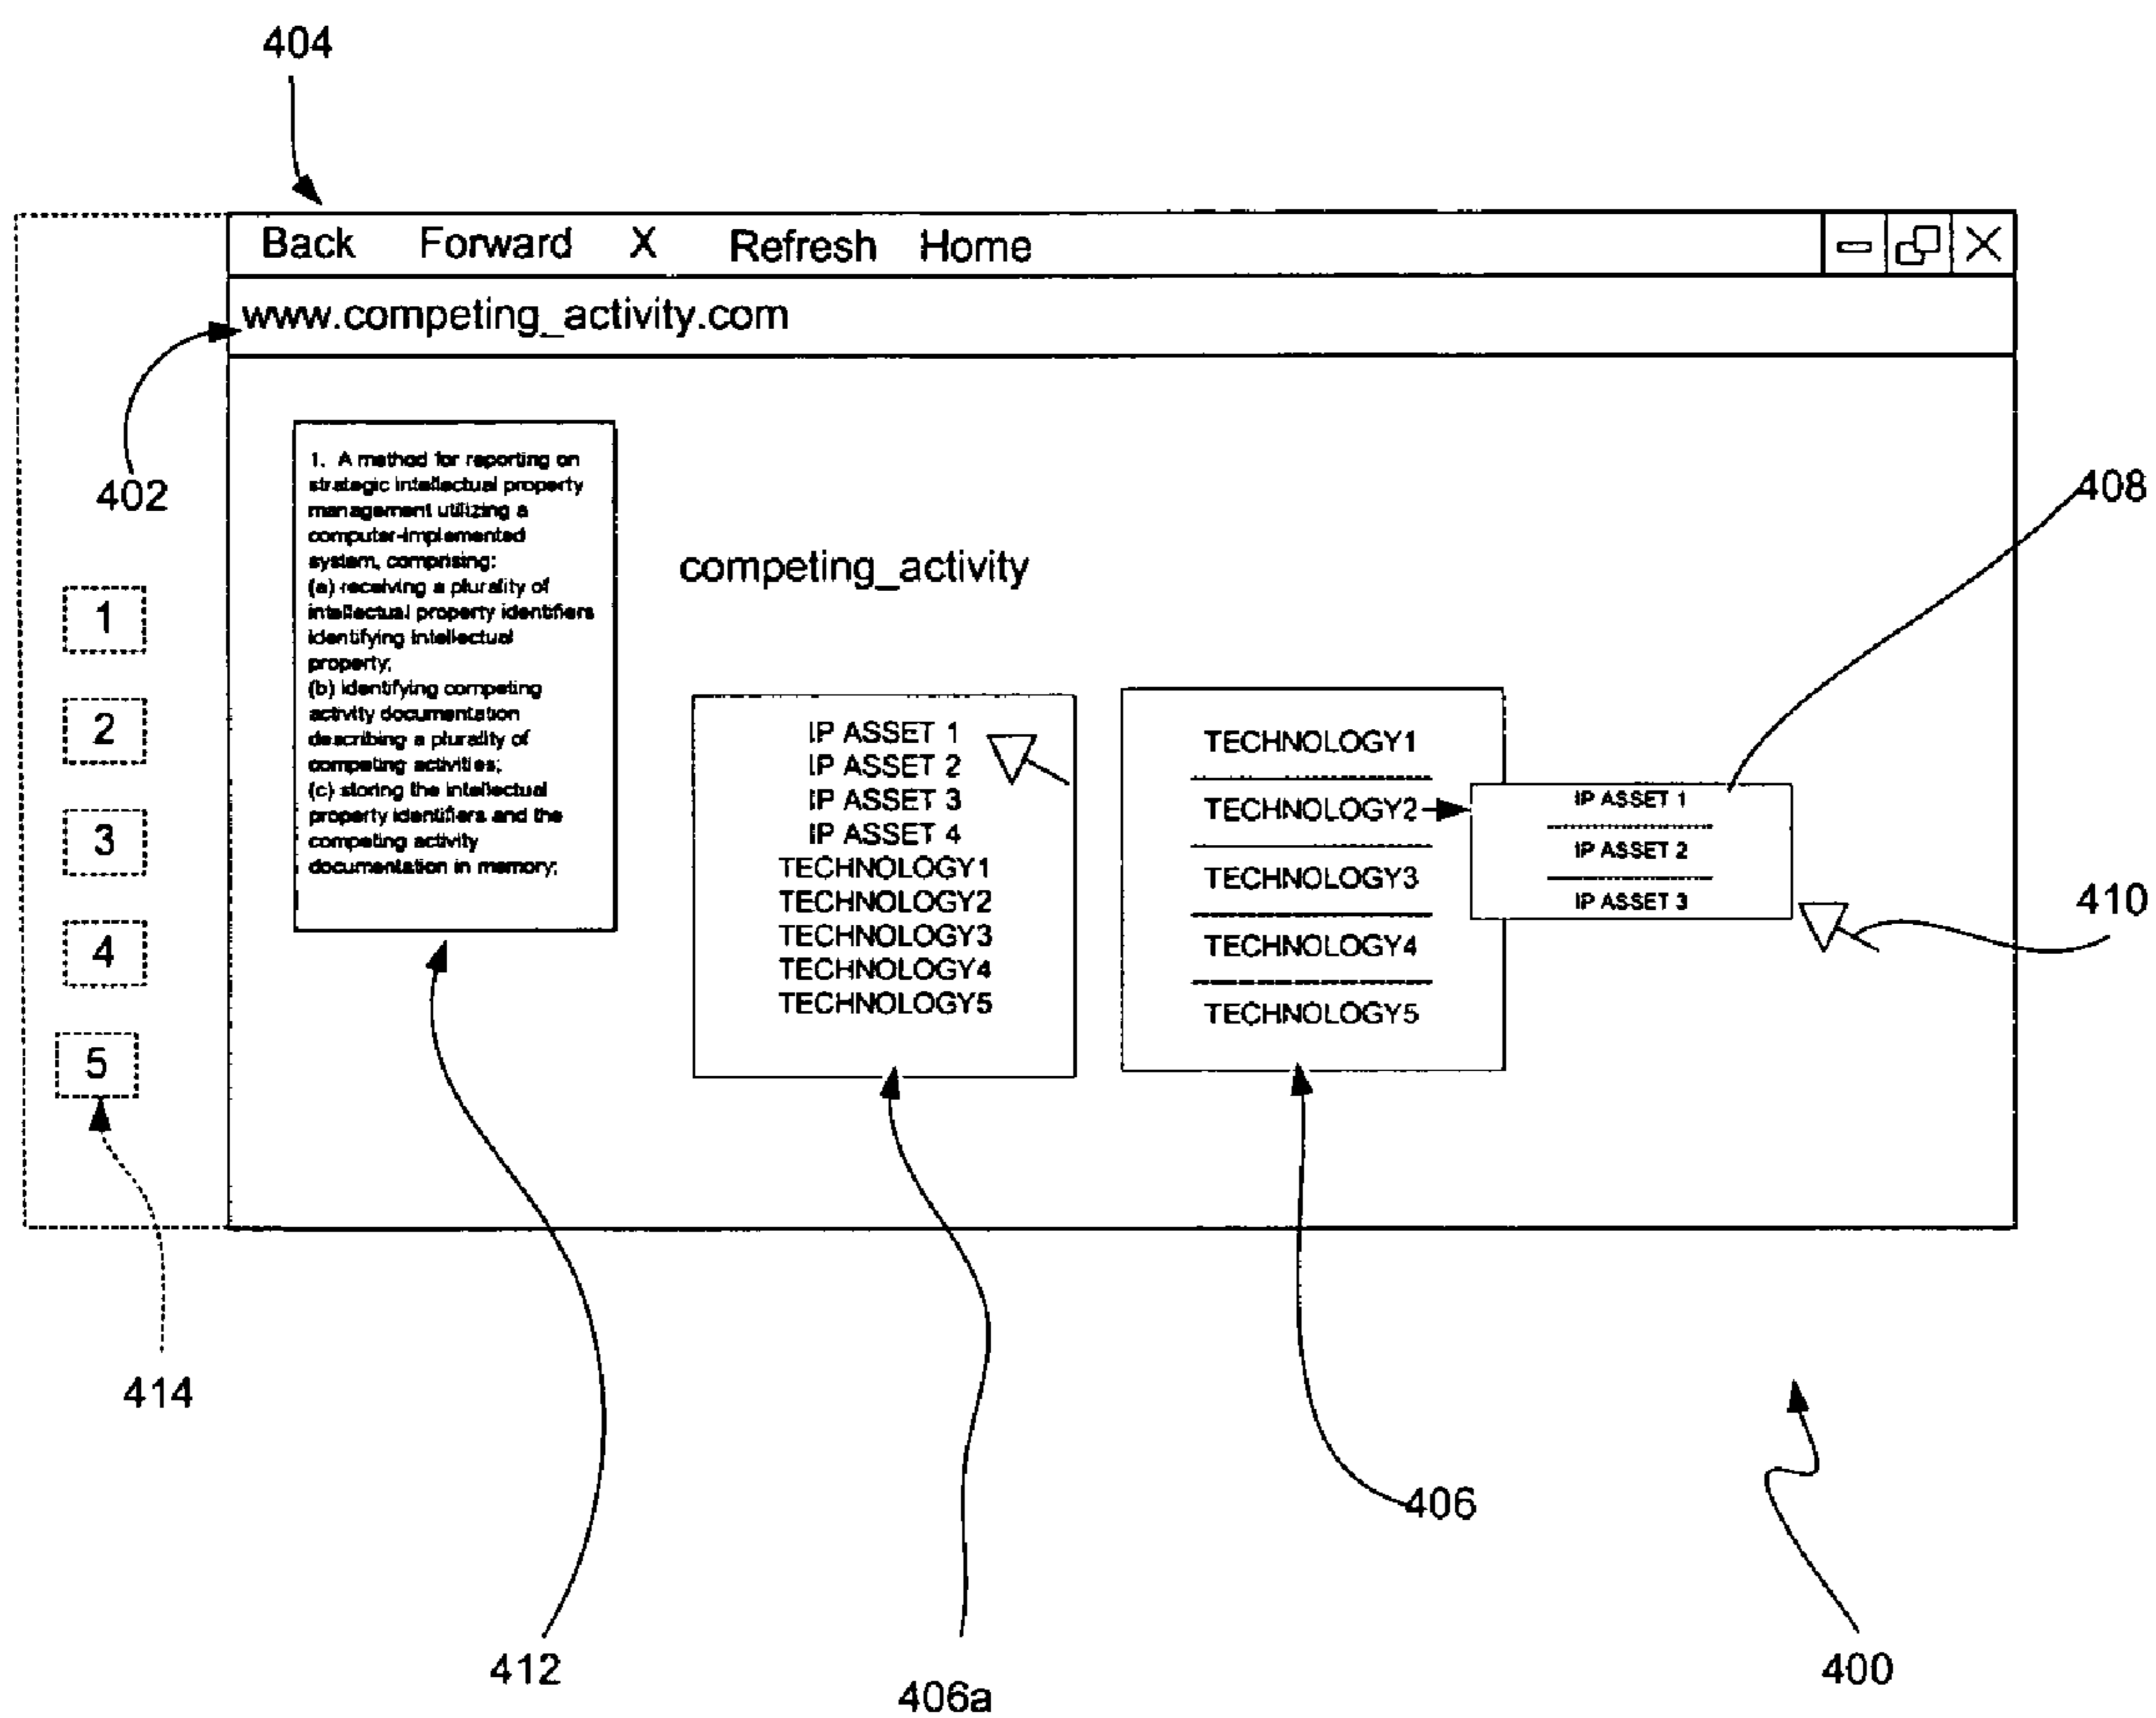 404
Back Forward X Refresh Home
www.competing_activity.com
402
1. A method for reporting on
strategic intellectual property
management utilizing a
computer-implemented
system, comprising:
(a) receiving a plurality of
intellectual property identifiers
identifying intellectual
property;
(b) identifying competing
activity documentation
describing a plurality of
competing activities;
(c) storing the intellectual
property identifiers and the
competing activity
documentation in memory;
competing_activity
408
1
2
3
4
5
IP ASSET 1
IP ASSET 2
IP ASSET 3
IP ASSET 4
TECHNOLOGY1
TECHNOLOGY2
TECHNOLOGY3
TECHNOLOGY4
TECHNOLOGY5
TECHNOLOGY1
TECHNOLOGY2
TECHNOLOGY3
TECHNOLOGY4
TECHNOLOGY5
IP ASSET 1
IP ASSET 2
IP ASSET 3
410
414
406
412
406a
400